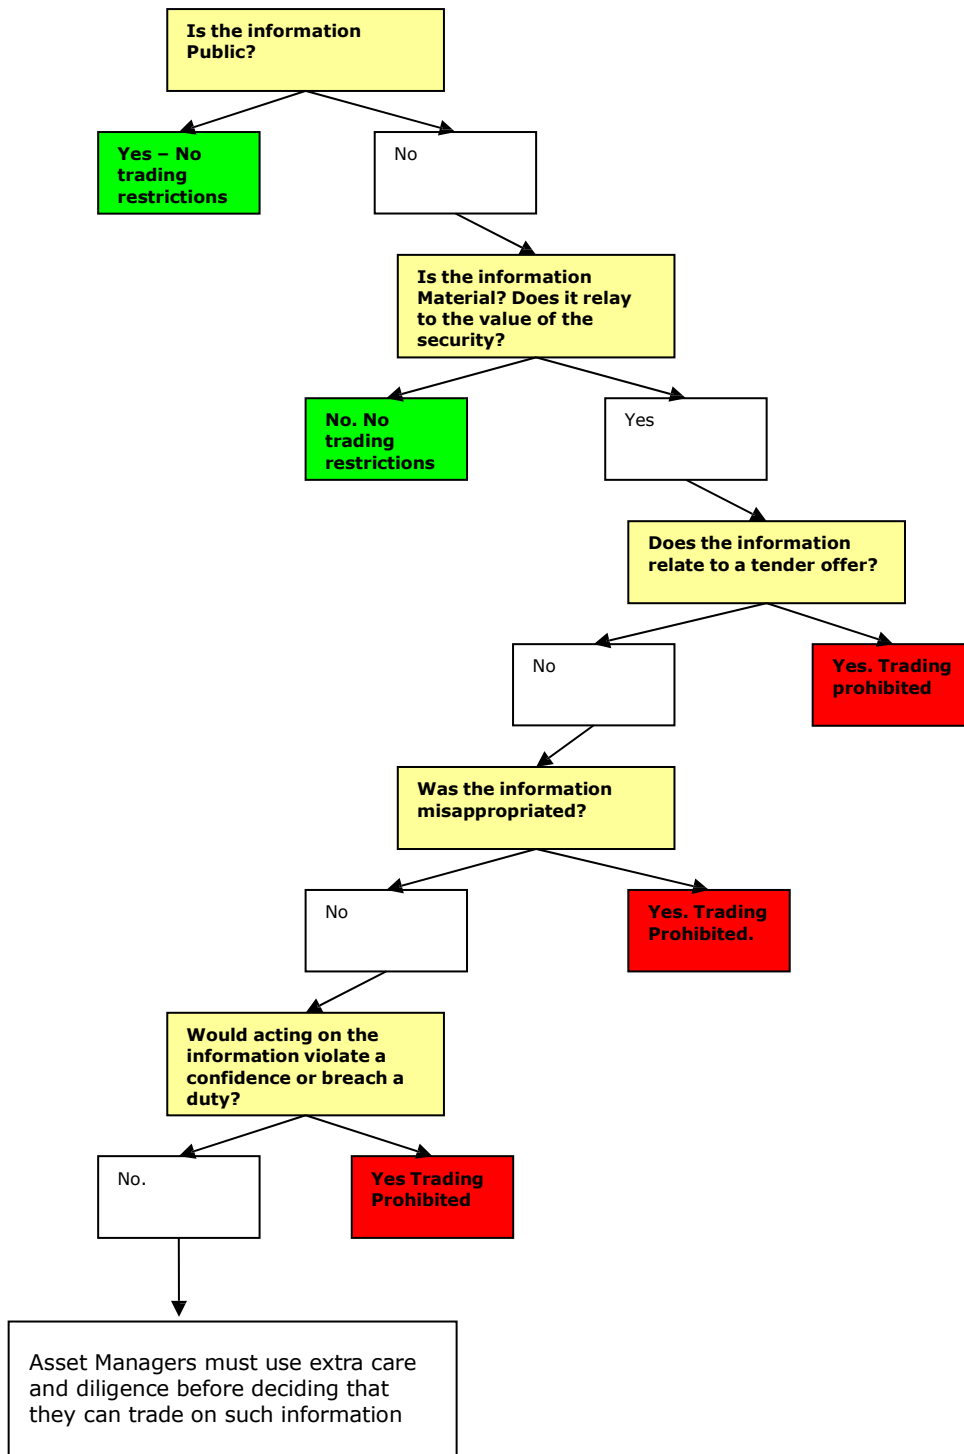 Is the information
Public?
Yes – No
trading
restrictions
No
Is the information
Material? Does it relay
to the value of the
security?
No. No
trading
restrictions
Yes
Does the information
relate to a tender offer?
No
Yes. Trading
prohibited
Was the information
misappropriated?
No
Yes. Trading
Prohibited.
Would acting on the
information violate a
confidence or breach a
duty?
No.
Yes Trading
Prohibited
Asset Managers must use extra care
and diligence before deciding that
they can trade on such information